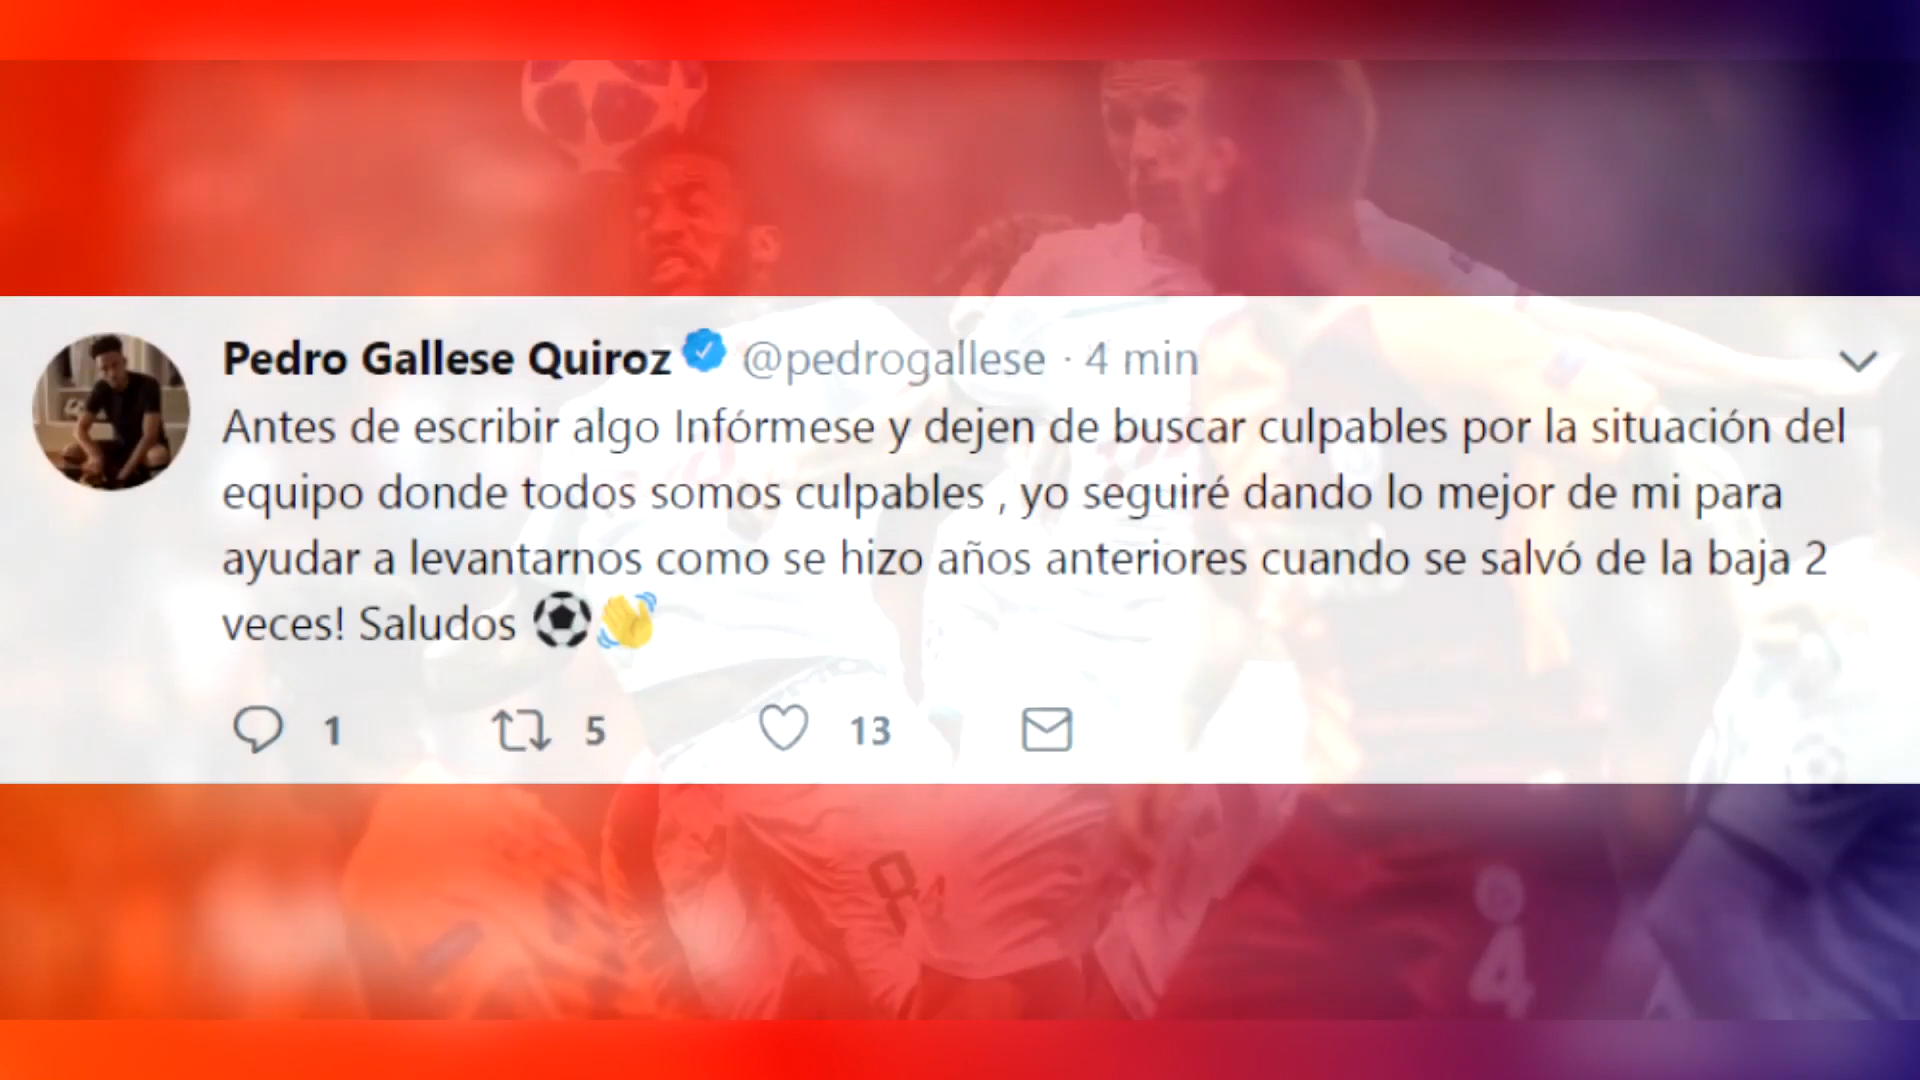 Pedro Gallese Quiroz @pedrogallese · 4 min
Antes de escribir algo Infórmese y dejen de buscar culpables por la situación del
equipo donde todos somos culpables , yo seguiré dando lo mejor de mi para
ayudar a levantarnos como se hizo años anteriores cuando se salvó de la baja 2
veces! Saludos ⚽👋
1 5 13
8
4